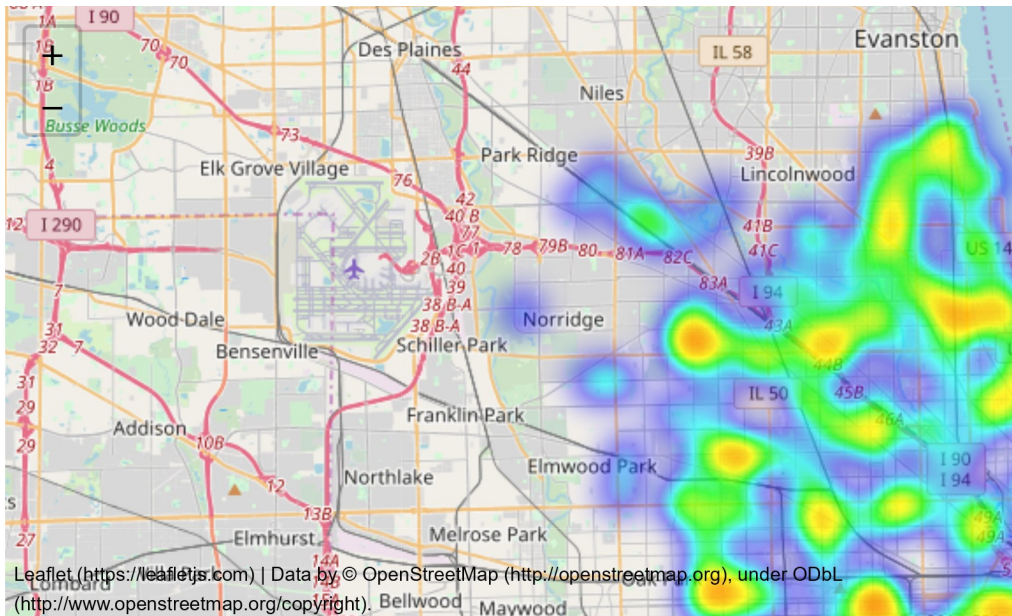 I 90
1A
70
70
Des Plaines
IL 58
Evanston
+
1B
44
−
Niles
Busse Woods
73
39B
4
Elk Grove Village
Park Ridge
Lincolnwood
76
42
40 B
12
I 290
77
41B
1C
1
78
79B
80
81A
82C
41C
US 14
2B
40
39
83A
I 94
7
38 B-A
31
Wood Dale
38 B-A
Norridge
43A
32
7
Bensenville
Schiller Park
44B
31
IL 50
45B
29
Franklin Park
46A
Addison
29
10B
I 90
I 94
Elmwood Park
Northlake
12
13B
49A
27
Elmhurst
Melrose Park
49A
14A
Lombard
Leaflet (https://leafletjs.com) | Data by © OpenStreetMap (http://openstreetmap.org), under ODbL
(http://www.openstreetmap.org/copyright).
Bellwood
Maywood